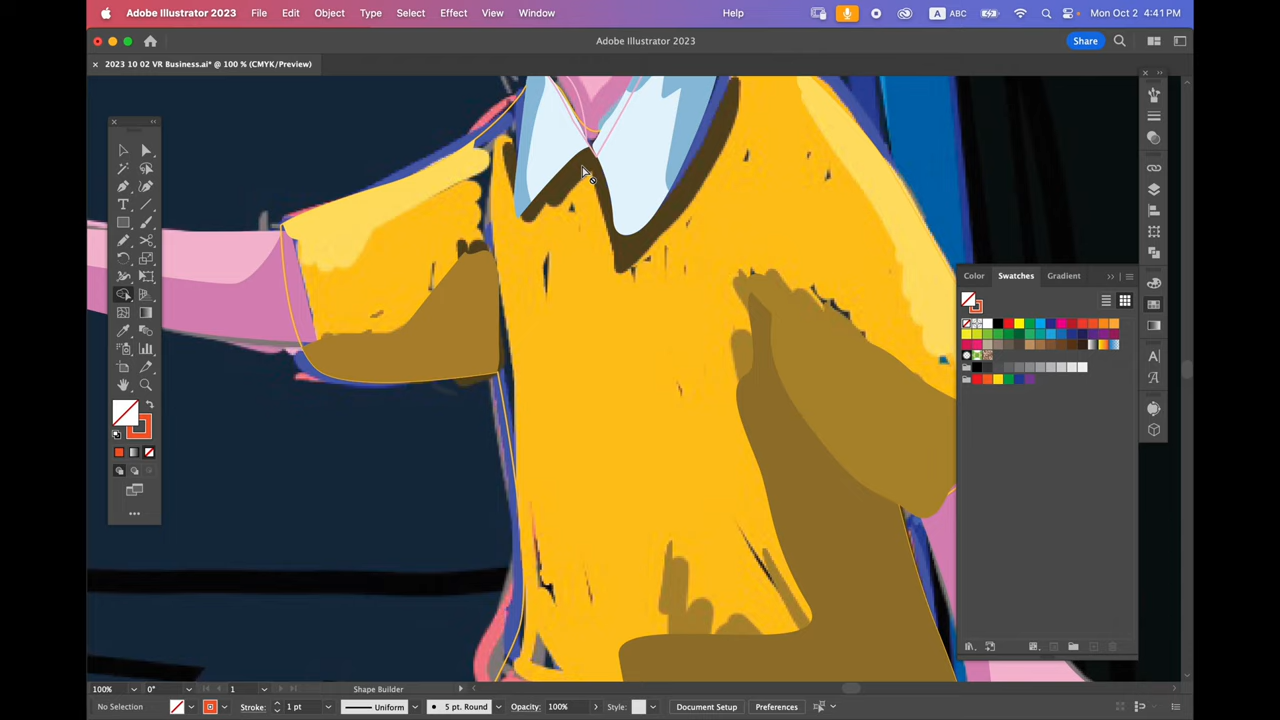 Adobe Illustrator 2023 File Edit Object Type Select Effect View Window Help A ABC Mon Oct 2 4:41 PM
Adobe Illustrator 2023 Share
× 2023 10 02 VR Business.ai* @ 100 % (CMYK/Preview)
Color Swatches Gradient
100% 0° 1 Shape Builder
No Selection Stroke: 1 pt Uniform 5 pt. Round Opacity: 100% Style: Document Setup Preferences